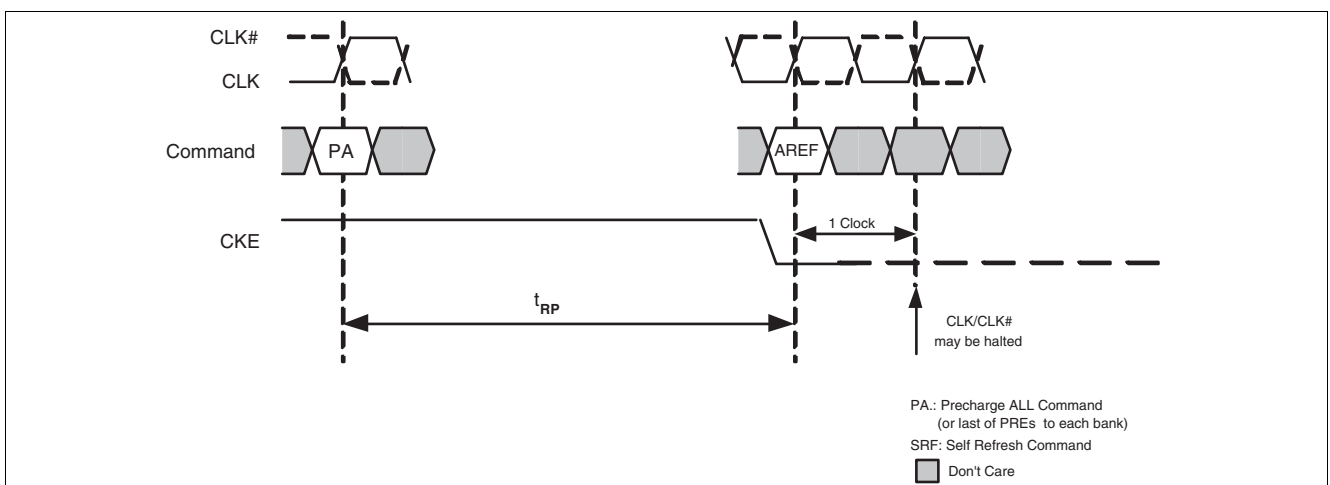 CLK#
CLK
Command
PA
AREF
CKE
1 Clock
tRP
CLK/CLK#
may be halted
PA.: Precharge ALL Command
(or last of PREs to each bank)
SRF: Self Refresh Command
Don't Care